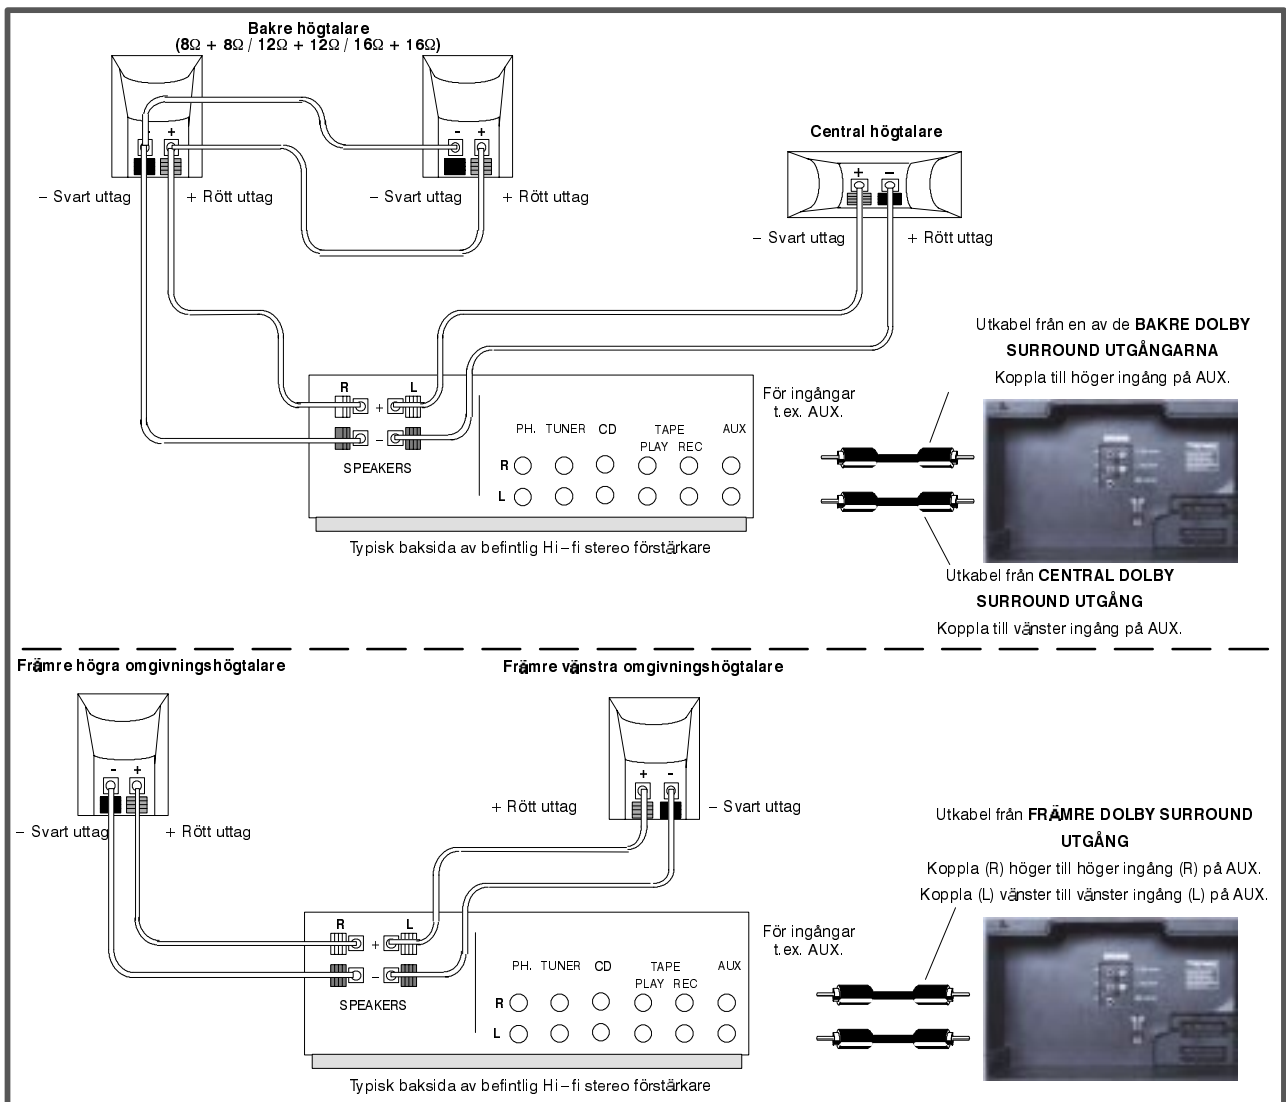 Bakre högtalare
(8Ω + 8Ω / 12Ω + 12Ω / 16Ω + 16Ω)
- +
- +
– Svart uttag
+ Rött uttag
– Svart uttag
+ Rött uttag
Central högtalare
+ –
– Svart uttag
+ Rött uttag
Utkabel från en av de BAKRE DOLBY
SURROUND UTGÅNGARNA
Koppla till höger ingång på AUX.
För ingångar
t.ex. AUX.
R L
+
–
SPEAKERS
PH. TUNER CD TAPE AUX
PLAY REC
R
L
Typisk baksida av befintlig Hi–fi stereo förstärkare
Utkabel från CENTRAL DOLBY
SURROUND UTGÅNG
Koppla till vänster ingång på AUX.
Främre högra omgivningshögtalare
Främre vänstra omgivningshögtalare
- +
+ -
– Svart uttag
+ Rött uttag
+ Rött uttag
– Svart uttag
Utkabel från FRÄMRE DOLBY SURROUND
UTGÅNG
Koppla (R) höger till höger ingång (R) på AUX.
Koppla (L) vänster till vänster ingång (L) på AUX.
För ingångar
t.ex. AUX.
R L
+
–
SPEAKERS
PH. TUNER CD TAPE AUX
PLAY REC
R
L
Typisk baksida av befintlig Hi–fi stereo förstärkare